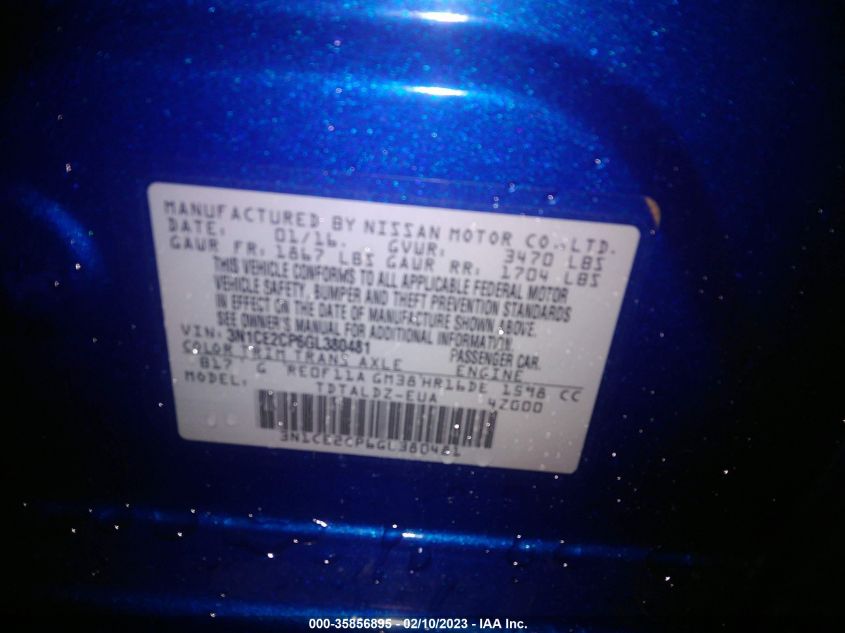 MANUFACTURED BY NISSAN MOTOR CO., LTD.
DATE: 01/16. GVWR: 3470 LBS
GAWR FR: 1867 LBS GAWR RR: 1704 LBS
THIS VEHICLE CONFORMS TO ALL APPLICABLE FEDERAL MOTOR
VEHICLE SAFETY, BUMPER AND THEFT PREVENTION STANDARDS
IN EFFECT ON THE DATE OF MANUFACTURE SHOWN ABOVE.
SEE OWNER'S MANUAL FOR ADDITIONAL INFORMATION.
VIN: 3N1CE2CP6GL380481 PASSENGER CAR.
COLOR TRIM TRANS AXLE ENGINE
B17 G RE0F11A GM38 HR16DE 1598 CC
MODEL: TDTALDZ-EUA 4ZG00
3N1CE2CP6GL380481
000-35856895 - 02/10/2023 - IAA Inc.